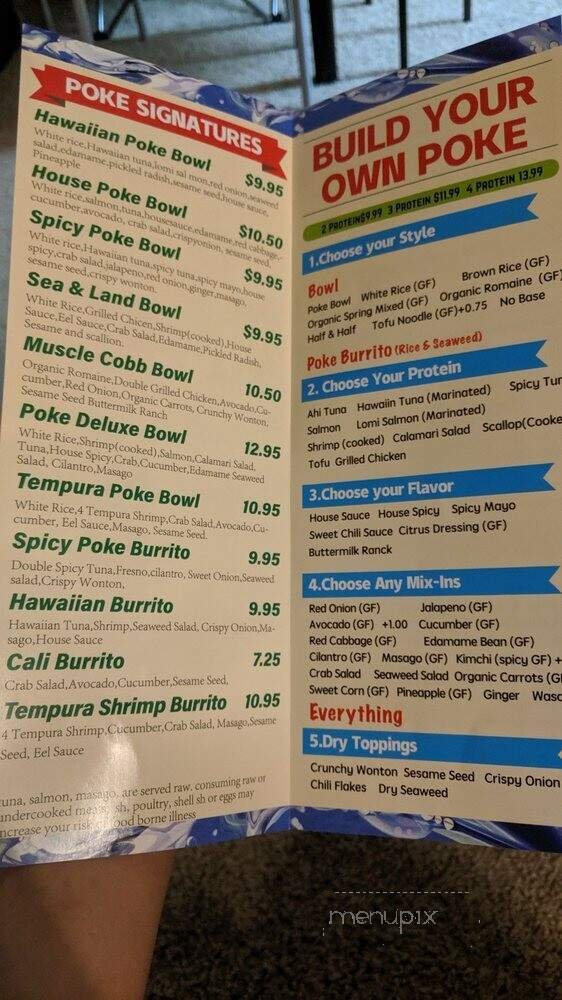 POKE SIGNATURES
Hawaiian Poke Bowl $9.95
White rice,Hawaiian tuna,lomi sal mon,red onion,seaweed
salad,edamame,pickled radish,sesame seed,house sauce,
Pineapple
House Poke Bowl $10.50
White rice,salmon,tuna,housesauce,edamame,red cabbage,-
cucumber,avocado, crab salad,crispyonion, sesame seed,
Spicy Poke Bowl $9.95
White rice,Hawaiian tuna,spicy tuna,spicy mayo,house
spicy,crab salad,jalapeno,red onion,ginger,masago,
sesame seed,crispy wonton.
Sea & Land Bowl $9.95
White Rice,Grilled Chicen,Shrimp(cooked),House
Sauce,Eel Sauce,Crab Salad,Edamame,Pickled Radish,
Sesame and scallion.
Muscle Cobb Bowl 10.50
Organic Romaine,Double Grilled Chicken,Avocado,Cu-
cumber,Red Onion,Organic Carrots, Crunchy Wonton,
Sesame Seed Buttermilk Ranch
Poke Deluxe Bowl 12.95
White Rice,Shrimp(cooked),Salmon,Calamari Salad,
Tuna,House Spicy,Crab,Cucumber,Edamame Seaweed
Salad, Cilantro,Masago
Tempura Poke Bowl 10.95
White Rice,4 Tempura Shrimp,Crab Salad,Avocado,Cu-
cumber, Eel Sauce,Masago, Sesame Seed.
Spicy Poke Burrito 9.95
Double Spicy Tuna,Fresno,cilantro, Sweet Onion,Seaweed
salad,Crispy Wonton,
Hawaiian Burrito 9.95
Hawaiian Tuna,Shrimp,Seaweed Salad, Crispy Onion,Ma-
sago,House Sauce
Cali Burrito 7.25
Crab Salad,Avocado,Cucumber,Sesame Seed,
Tempura Shrimp Burrito 10.95
4 Tempura Shrimp,Cucumber,Crab Salad, Masago,Sesame
Seed, Eel Sauce
tuna, salmon, masago, are served raw. consuming raw or
undercooked poultry, shell sh or eggs may
increase your risk food borne illness
BUILD YOUR
OWN POKE
2 PROTEIN$9.99 3 PROTEIN $11.99 4 PROTEIN 13.99
1.Choose your Style
Bowl
Poke Bowl White Rice (GF) Brown Rice (GF)
Organic Spring Mixed (GF) Organic Romaine (GF)
Half & Half Tofu Noodle (GF)+0.75 No Base
Poke Burrito (Rice & Seaweed)
2. Choose Your Protein
Ahi Tuna Hawaiin Tuna (Marinated) Spicy Tun
Salmon Lomi Salmon (Marinated)
Shrimp (cooked) Calamari Salad Scallop(Cooke
Tofu Grilled Chicken
3.Choose your Flavor
House Sauce House Spicy Spicy Mayo
Sweet Chili Sauce Citrus Dressing (GF)
Buttermilk Ranck
4.Choose Any Mix-Ins
Red Onion (GF) Jalapeno (GF)
Avocado (GF) +1.00 Cucumber (GF)
Red Cabbage (GF) Edamame Bean (GF)
Cilantro (GF) Masago (GF) Kimchi (spicy GF) +
Crab Salad Seaweed Salad Organic Carrots (G
Sweet Corn (GF) Pineapple (GF) Ginger Wasa
Everything
5.Dry Toppings
Crunchy Wonton Sesame Seed Crispy Onion
Chili Flakes Dry Seaweed
menupix